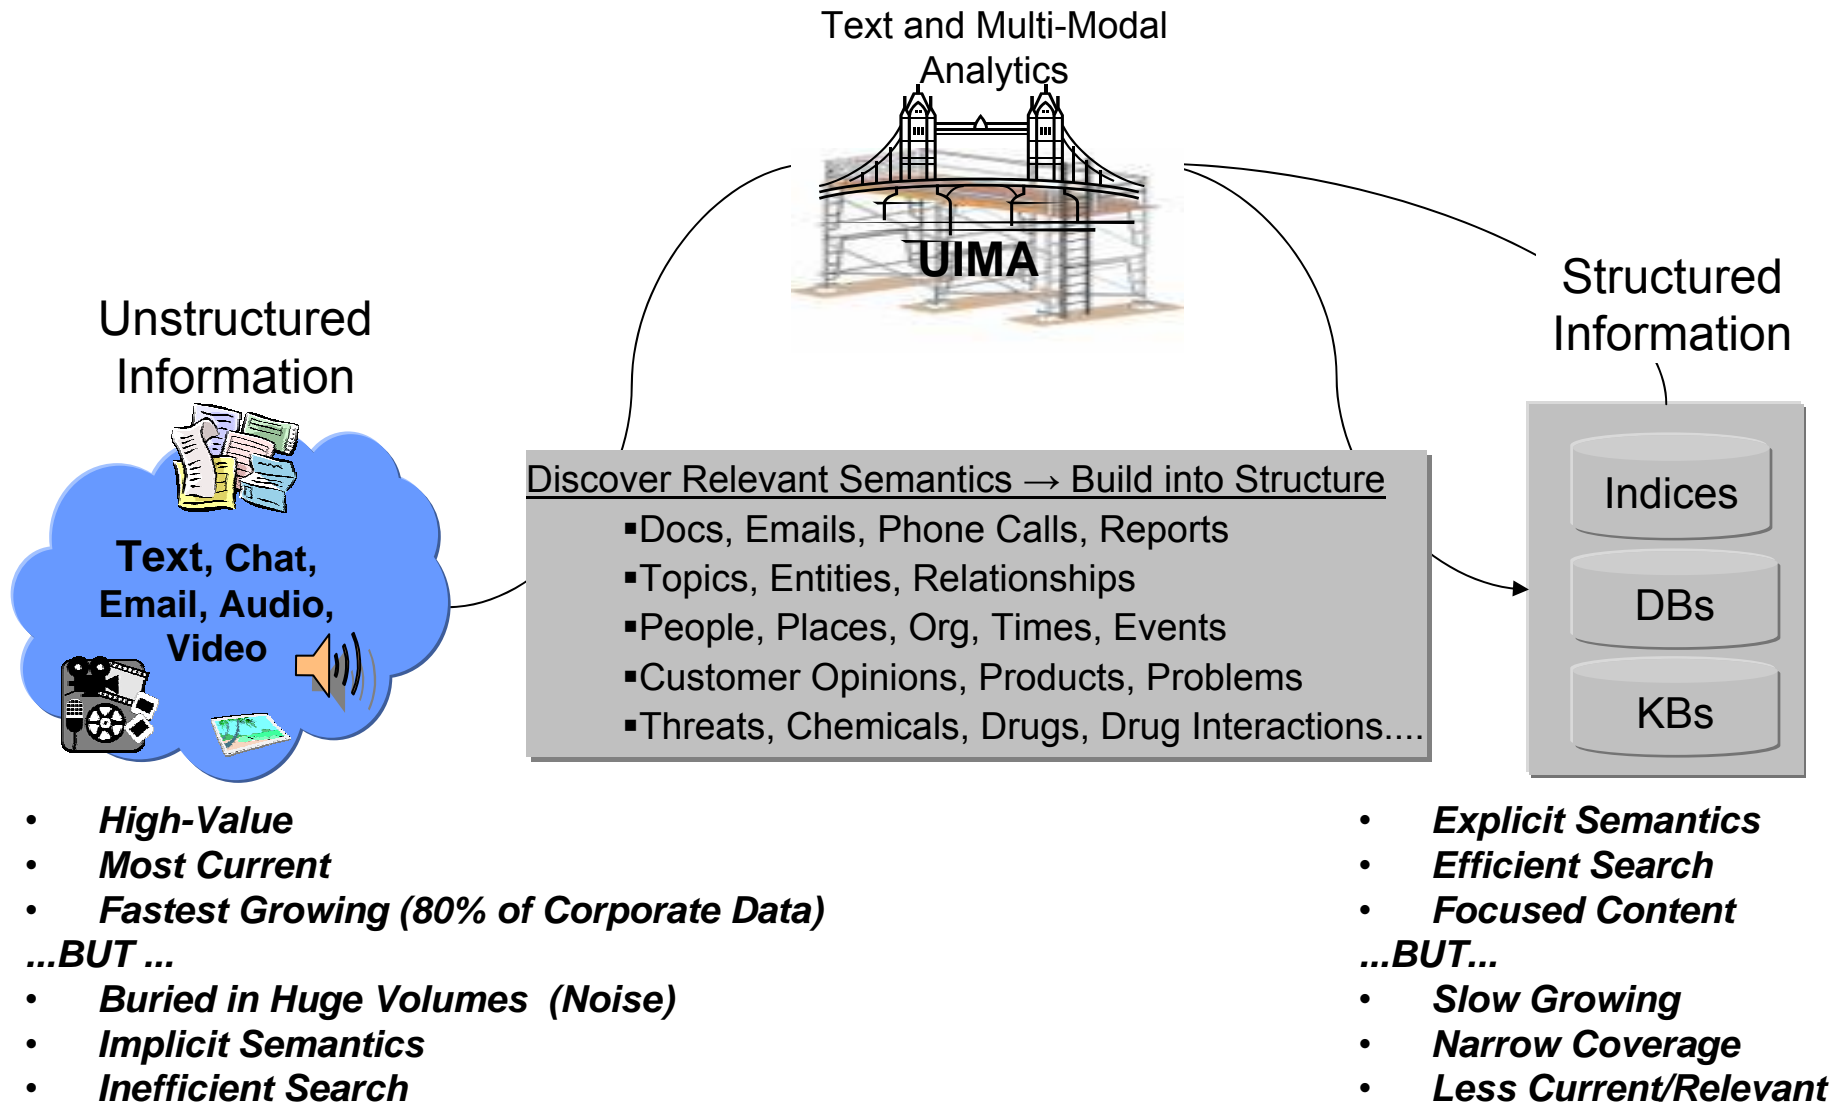 Text and Multi-Modal
Analytics
UIMA
Unstructured
Information
Structured
Information
Text, Chat,
Email, Audio,
Video
Discover Relevant Semantics → Build into Structure
▪Docs, Emails, Phone Calls, Reports
▪Topics, Entities, Relationships
▪People, Places, Org, Times, Events
▪Customer Opinions, Products, Problems
▪Threats, Chemicals, Drugs, Drug Interactions....
Indices
DBs
KBs
• High-Value
• Most Current
• Fastest Growing (80% of Corporate Data)
...BUT ...
• Buried in Huge Volumes (Noise)
• Implicit Semantics
• Inefficient Search
• Explicit Semantics
• Efficient Search
• Focused Content
...BUT...
• Slow Growing
• Narrow Coverage
• Less Current/Relevant